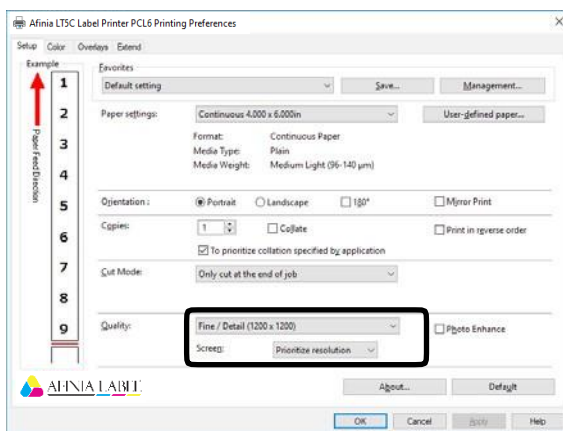 Afinia LT5C Label Printer PCL6 Printing Preferences
Setup Color Overlays Extend
Example
Paper Feed Direction
1
2
3
4
5
6
7
8
9
Favorites
Default setting Save... Management...
Paper settings: Continuous 4.000 x 6.000in User-defined paper...
Format: Continuous Paper
Media Type: Plain
Media Weight: Medium Light (96-140 μm)
Orientation : Portrait Landscape 180° Mirror Print
Copies: 1 Collate Print in reverse order
To prioritize collation specified by application
Cut Mode: Only cut at the end of job
Quality: Fine / Detail (1200 x 1200) Photo Enhance
Screen: Prioritize resolution
AFINIA LABEL
About... Default
OK Cancel Apply Help